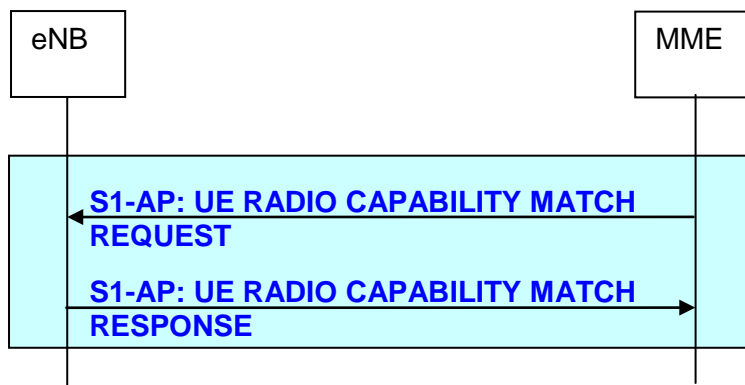 eNB
MME
S1-AP: UE RADIO CAPABILITY MATCH
REQUEST
S1-AP: UE RADIO CAPABILITY MATCH
RESPONSE